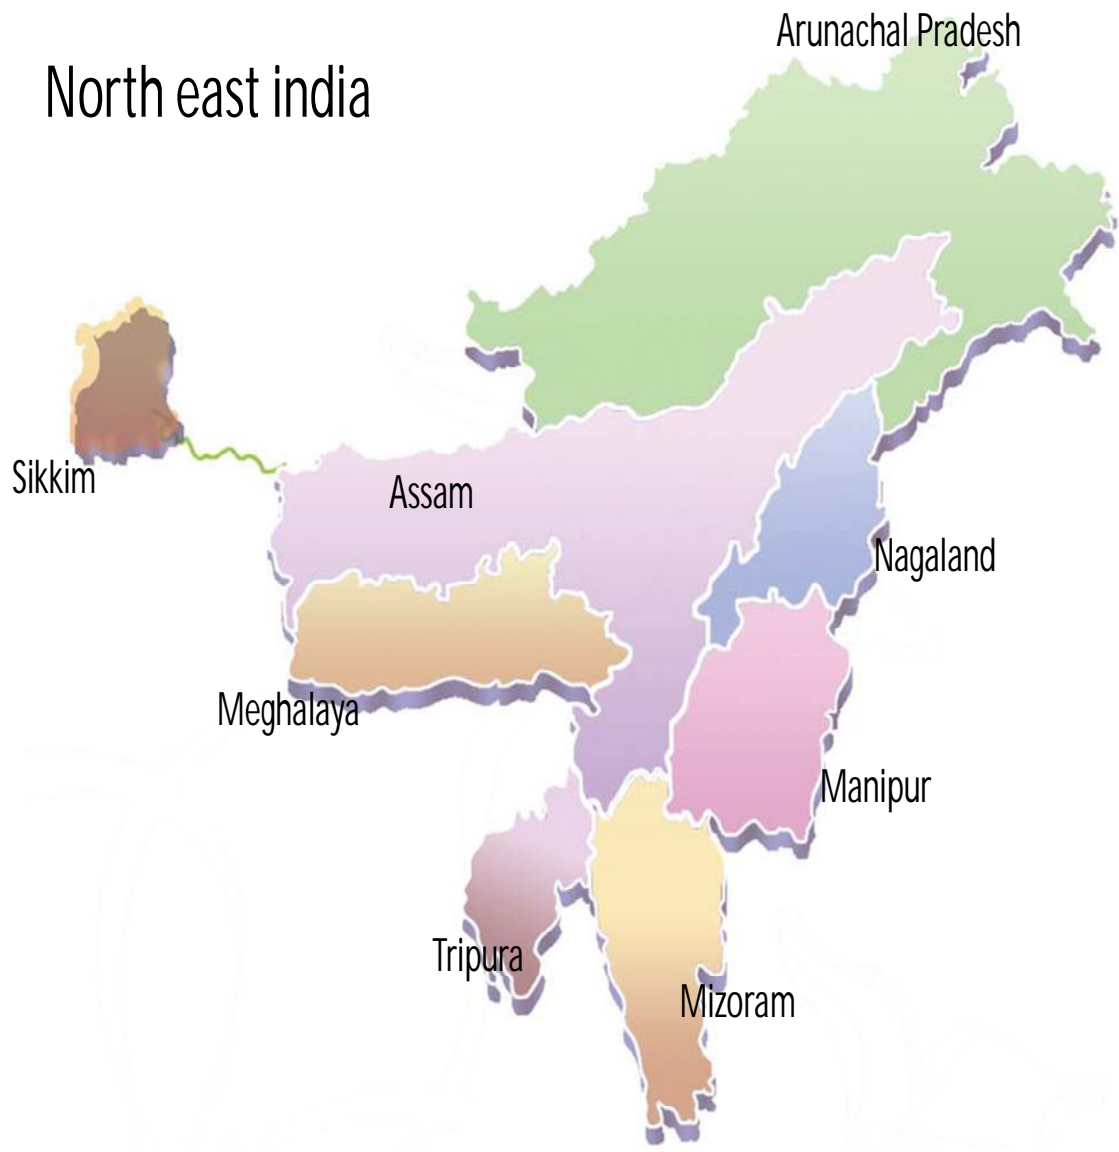 Arunachal Pradesh
North east india
Sikkim
Assam
Nagaland
Meghalaya
Manipur
Tripura
Mizoram